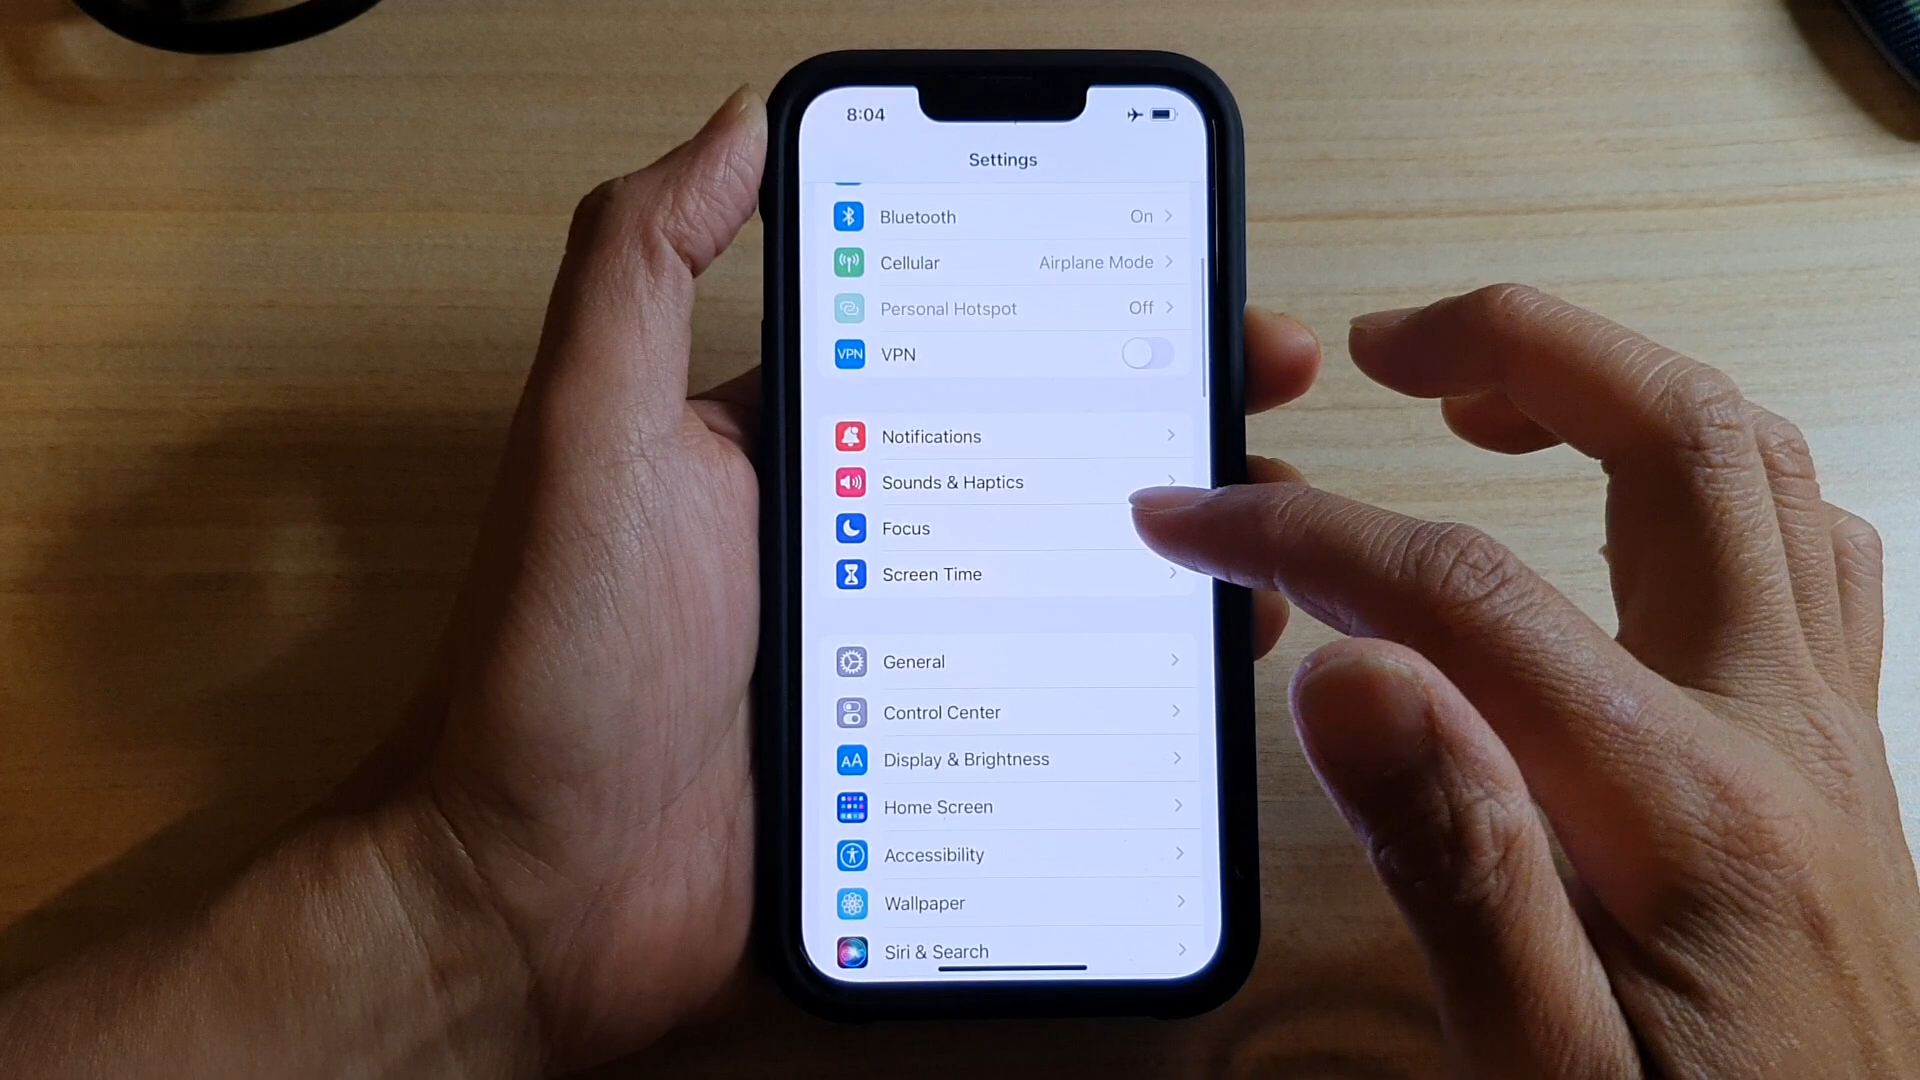 8:04
Settings
Bluetooth On
Cellular Airplane Mode
Personal Hotspot Off
VPN VPN
Notifications
Sounds & Haptics
Focus
Screen Time
General
Control Center
AA Display & Brightness
Home Screen
Accessibility
Wallpaper
Siri & Search